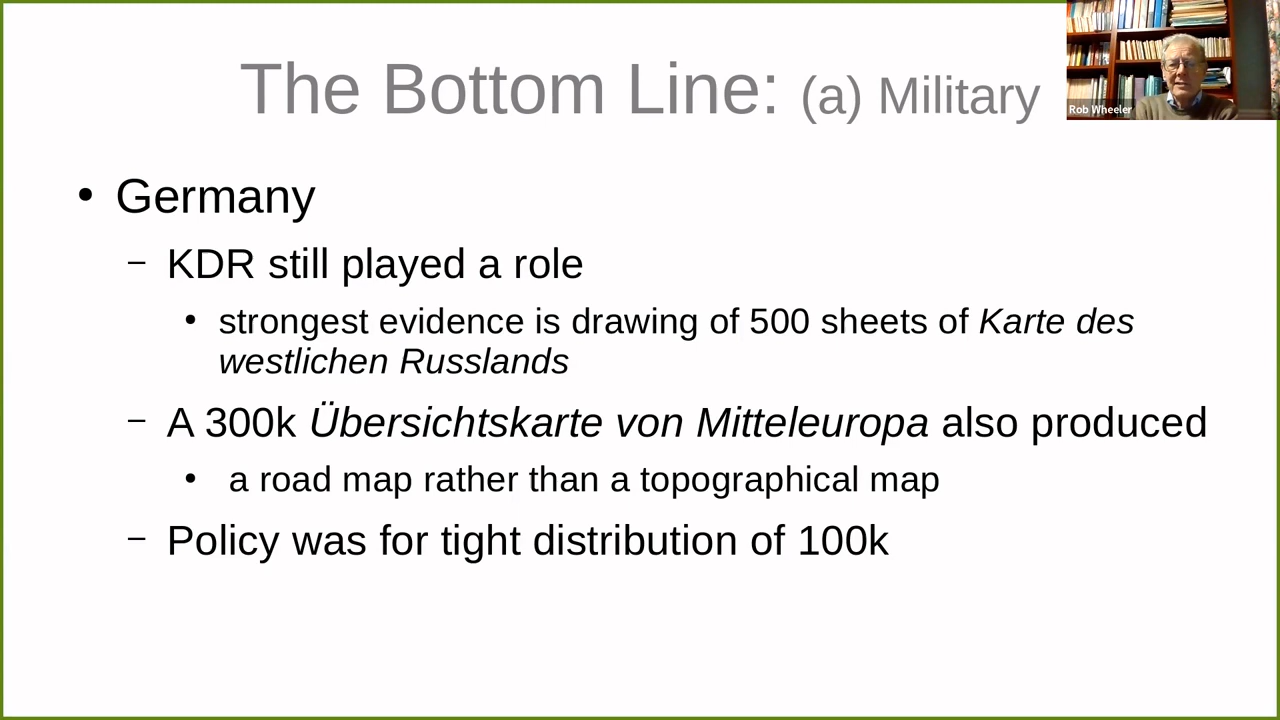 The Bottom Line: (a) Military
Rob Wheeler
• Germany
– KDR still played a role
• strongest evidence is drawing of 500 sheets of Karte des
westlichen Russlands
– A 300k Übersichtskarte von Mitteleuropa also produced
• a road map rather than a topographical map
– Policy was for tight distribution of 100k